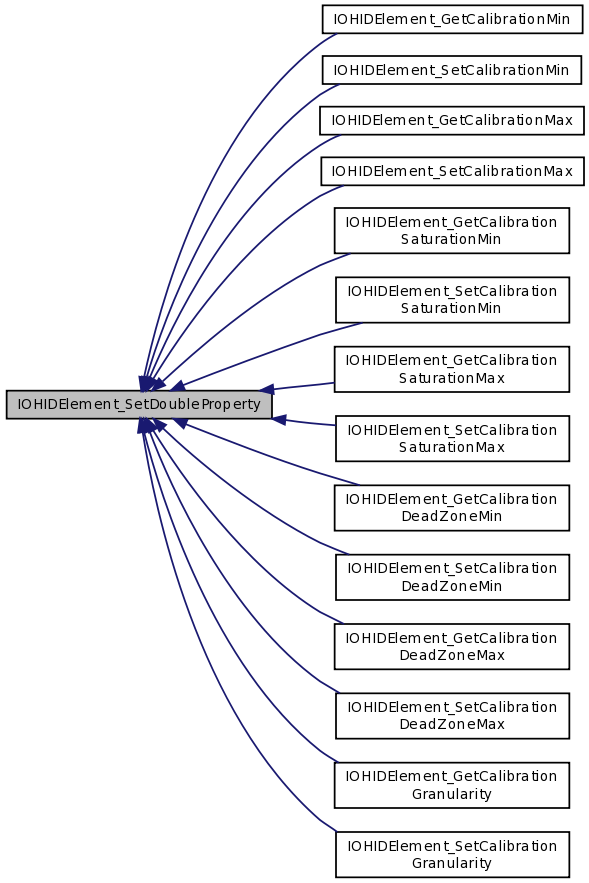 IOHIDElement_GetCalibrationMin
IOHIDElement_SetCalibrationMin
IOHIDElement_GetCalibrationMax
IOHIDElement_SetCalibrationMax
IOHIDElement_GetCalibration
SaturationMin
IOHIDElement_SetCalibration
SaturationMin
IOHIDElement_GetCalibration
SaturationMax
IOHIDElement_SetDoubleProperty
IOHIDElement_SetCalibration
SaturationMax
IOHIDElement_GetCalibration
DeadZoneMin
IOHIDElement_SetCalibration
DeadZoneMin
IOHIDElement_GetCalibration
DeadZoneMax
IOHIDElement_SetCalibration
DeadZoneMax
IOHIDElement_GetCalibration
Granularity
IOHIDElement_SetCalibration
Granularity